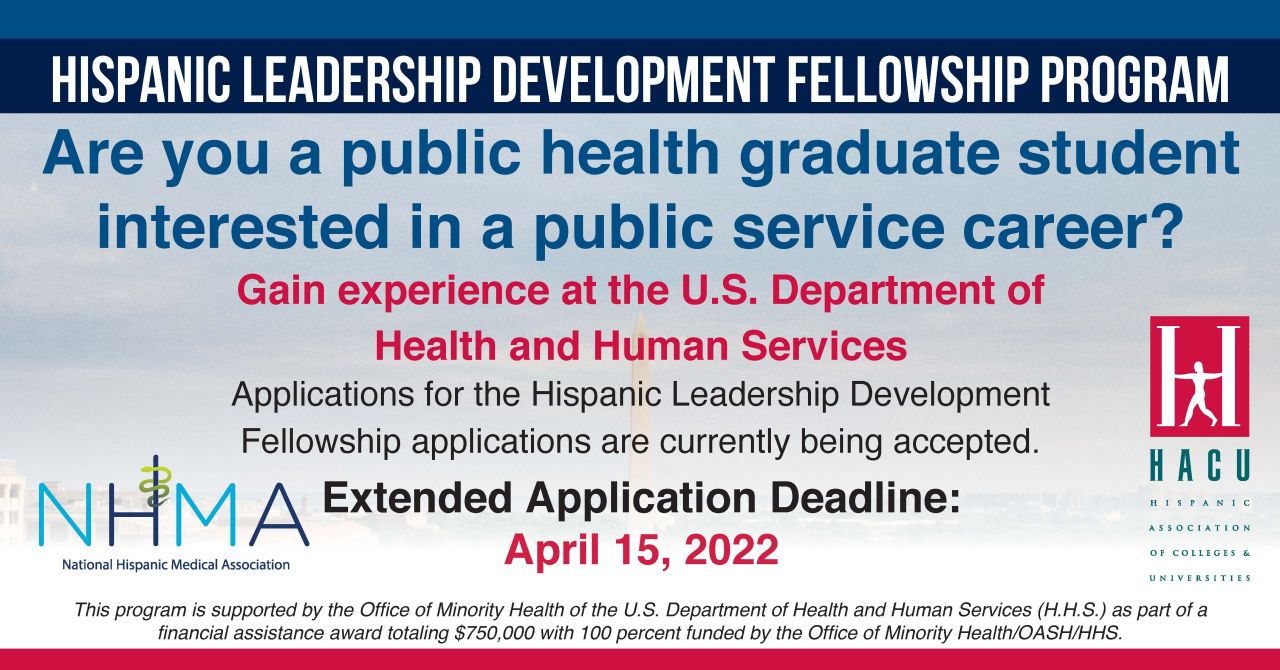 HISPANIC LEADERSHIP DEVELOPMENT FELLOWSHIP PROGRAM
Are you a public health graduate student
interested in a public service career?
Gain experience at the U.S. Department of
Health and Human Services
Applications for the Hispanic Leadership Development
Fellowship applications are currently being accepted.
Extended Application Deadline:
April 15, 2022
NHMA
National Hispanic Medical Association
H
HACU
HISPANIC
ASSOCIATION
OF COLLEGES &
UNIVERSITIES
This program is supported by the Office of Minority Health of the U.S. Department of Health and Human Services (H.H.S.) as part of a
financial assistance award totaling $750,000 with 100 percent funded by the Office of Minority Health/OASH/HHS.